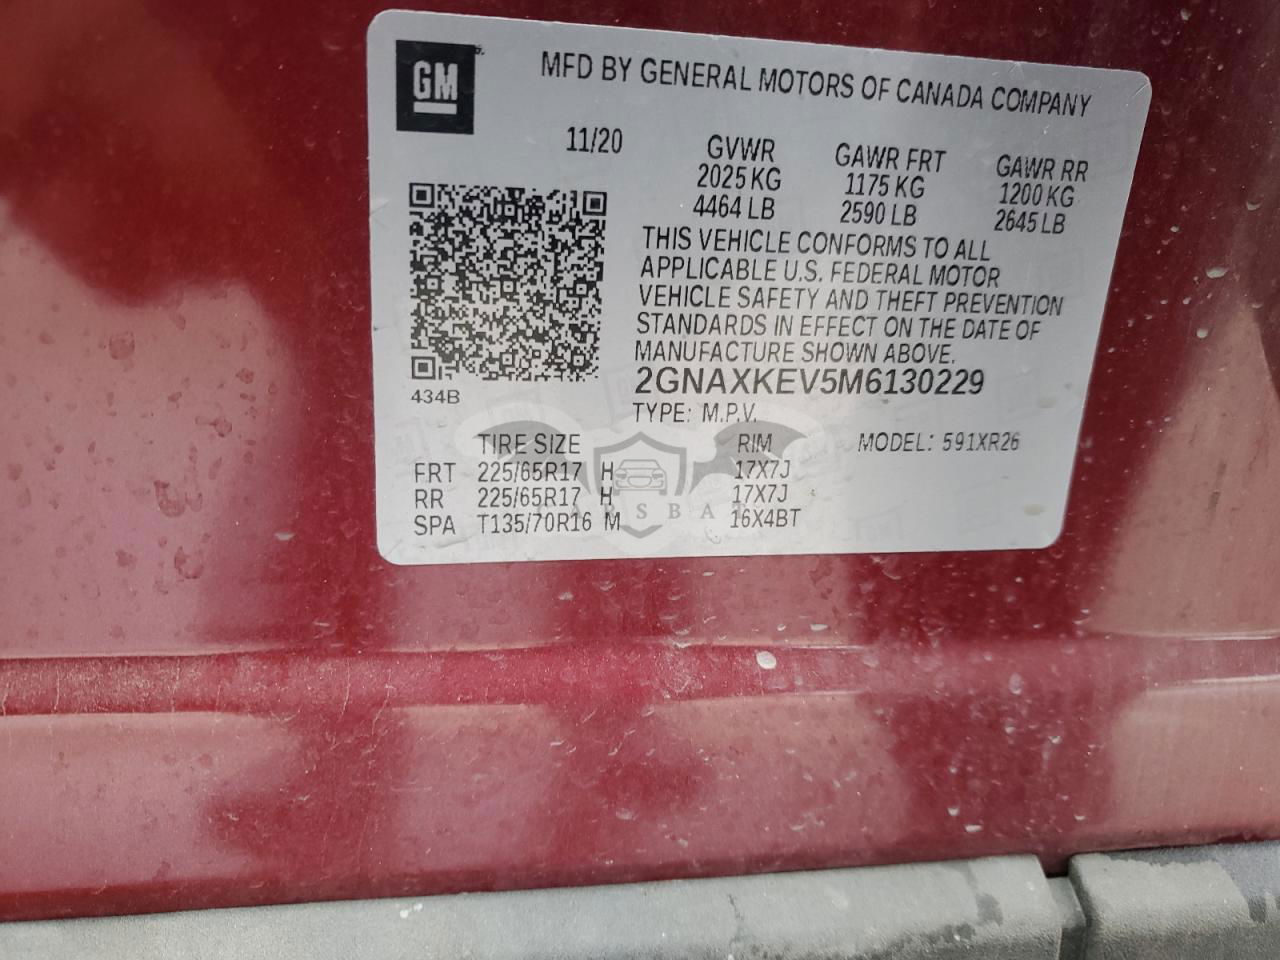 GM
MFD BY GENERAL MOTORS OF CANADA COMPANY
11/20
GVWR GAWR FRT GAWR RR
2025 KG 1175 KG 1200 KG
4464 LB 2590 LB 2645 LB
THIS VEHICLE CONFORMS TO ALL
APPLICABLE U.S. FEDERAL MOTOR
VEHICLE SAFETY AND THEFT PREVENTION
STANDARDS IN EFFECT ON THE DATE OF
MANUFACTURE SHOWN ABOVE.
2GNAXKEV5M6130229
434B
TYPE: M.P.V.
TIRE SIZE RIM MODEL: 591XR26
FRT 225/65R17 H 17X7J
RR 225/65R17 H 17X7J
SPA T135/70R16 M 16X4BT